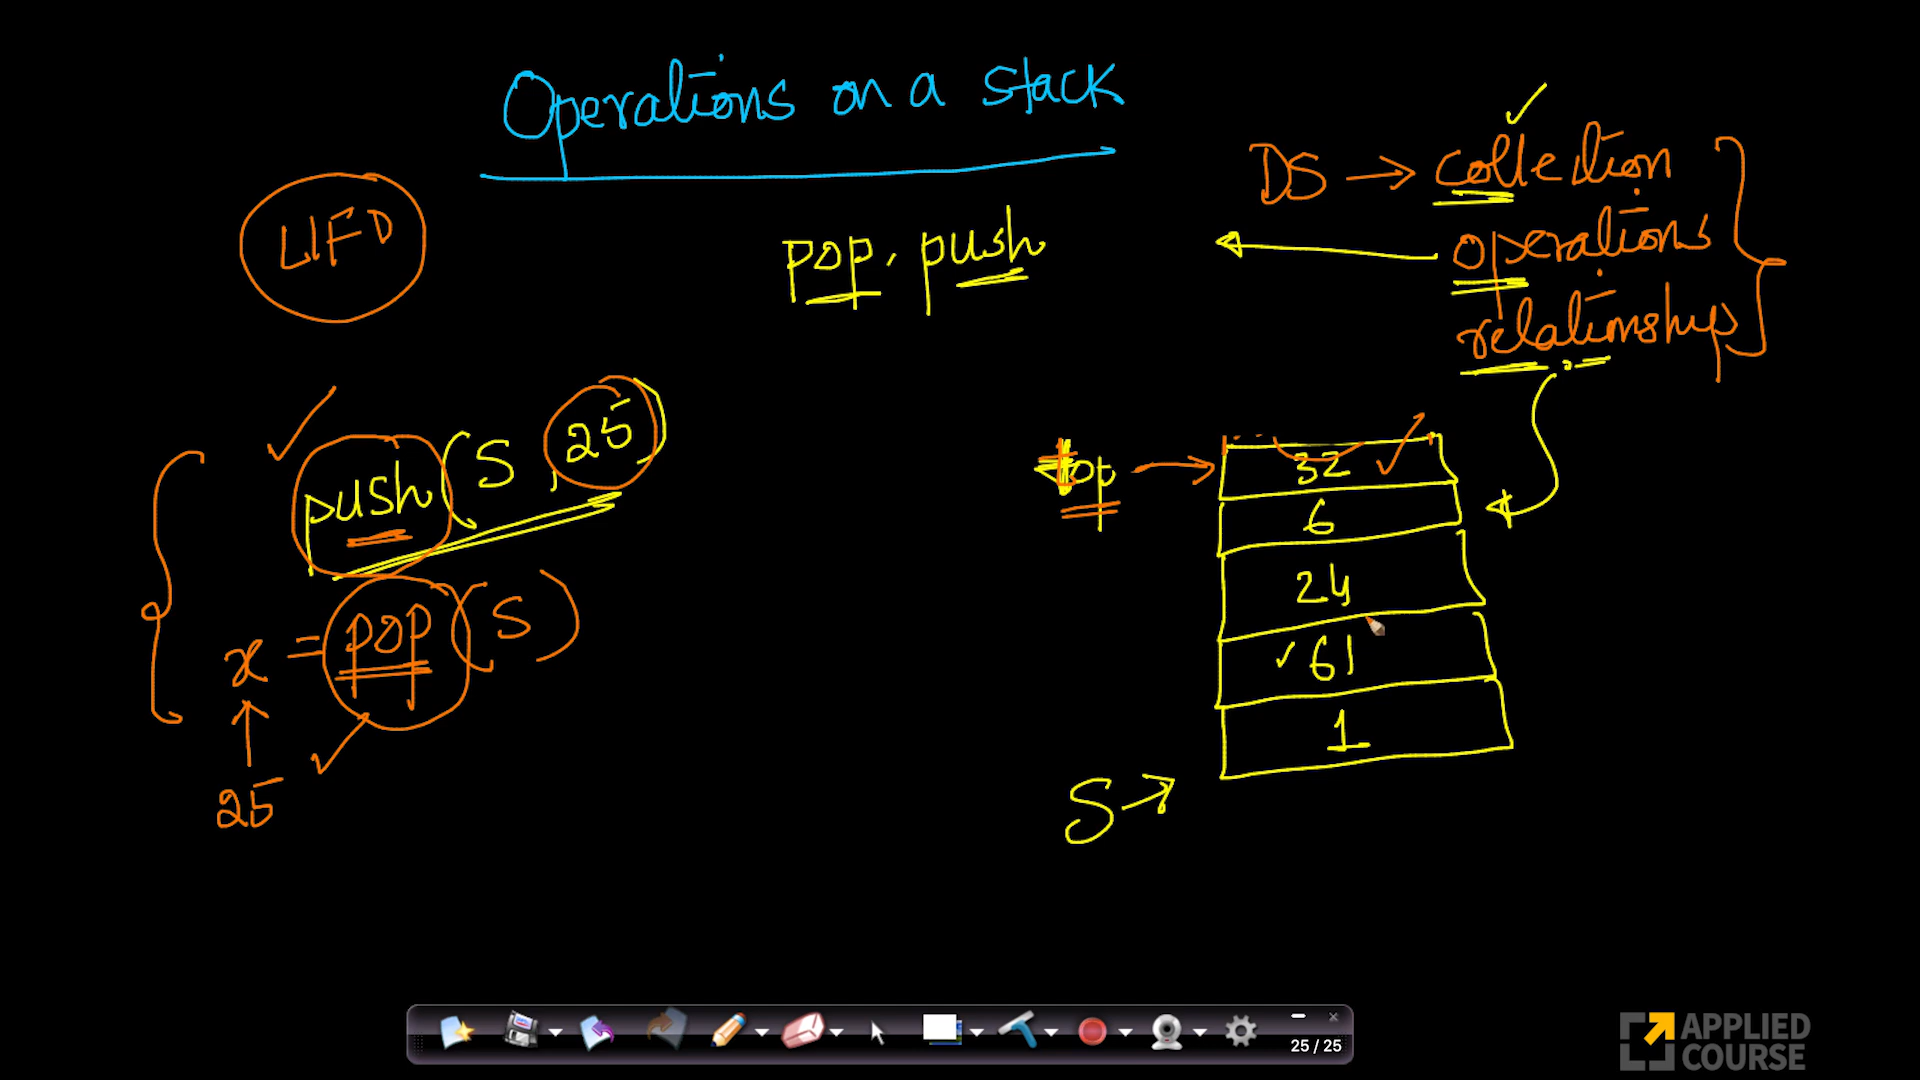 Operations on a stack
DS → collection
operations
relationship
LIFO
pop, push
push(S, 25)
x = pop(S)
25
top →
32
6
24
61
1
S →
25 / 25
APPLIED
COURSE